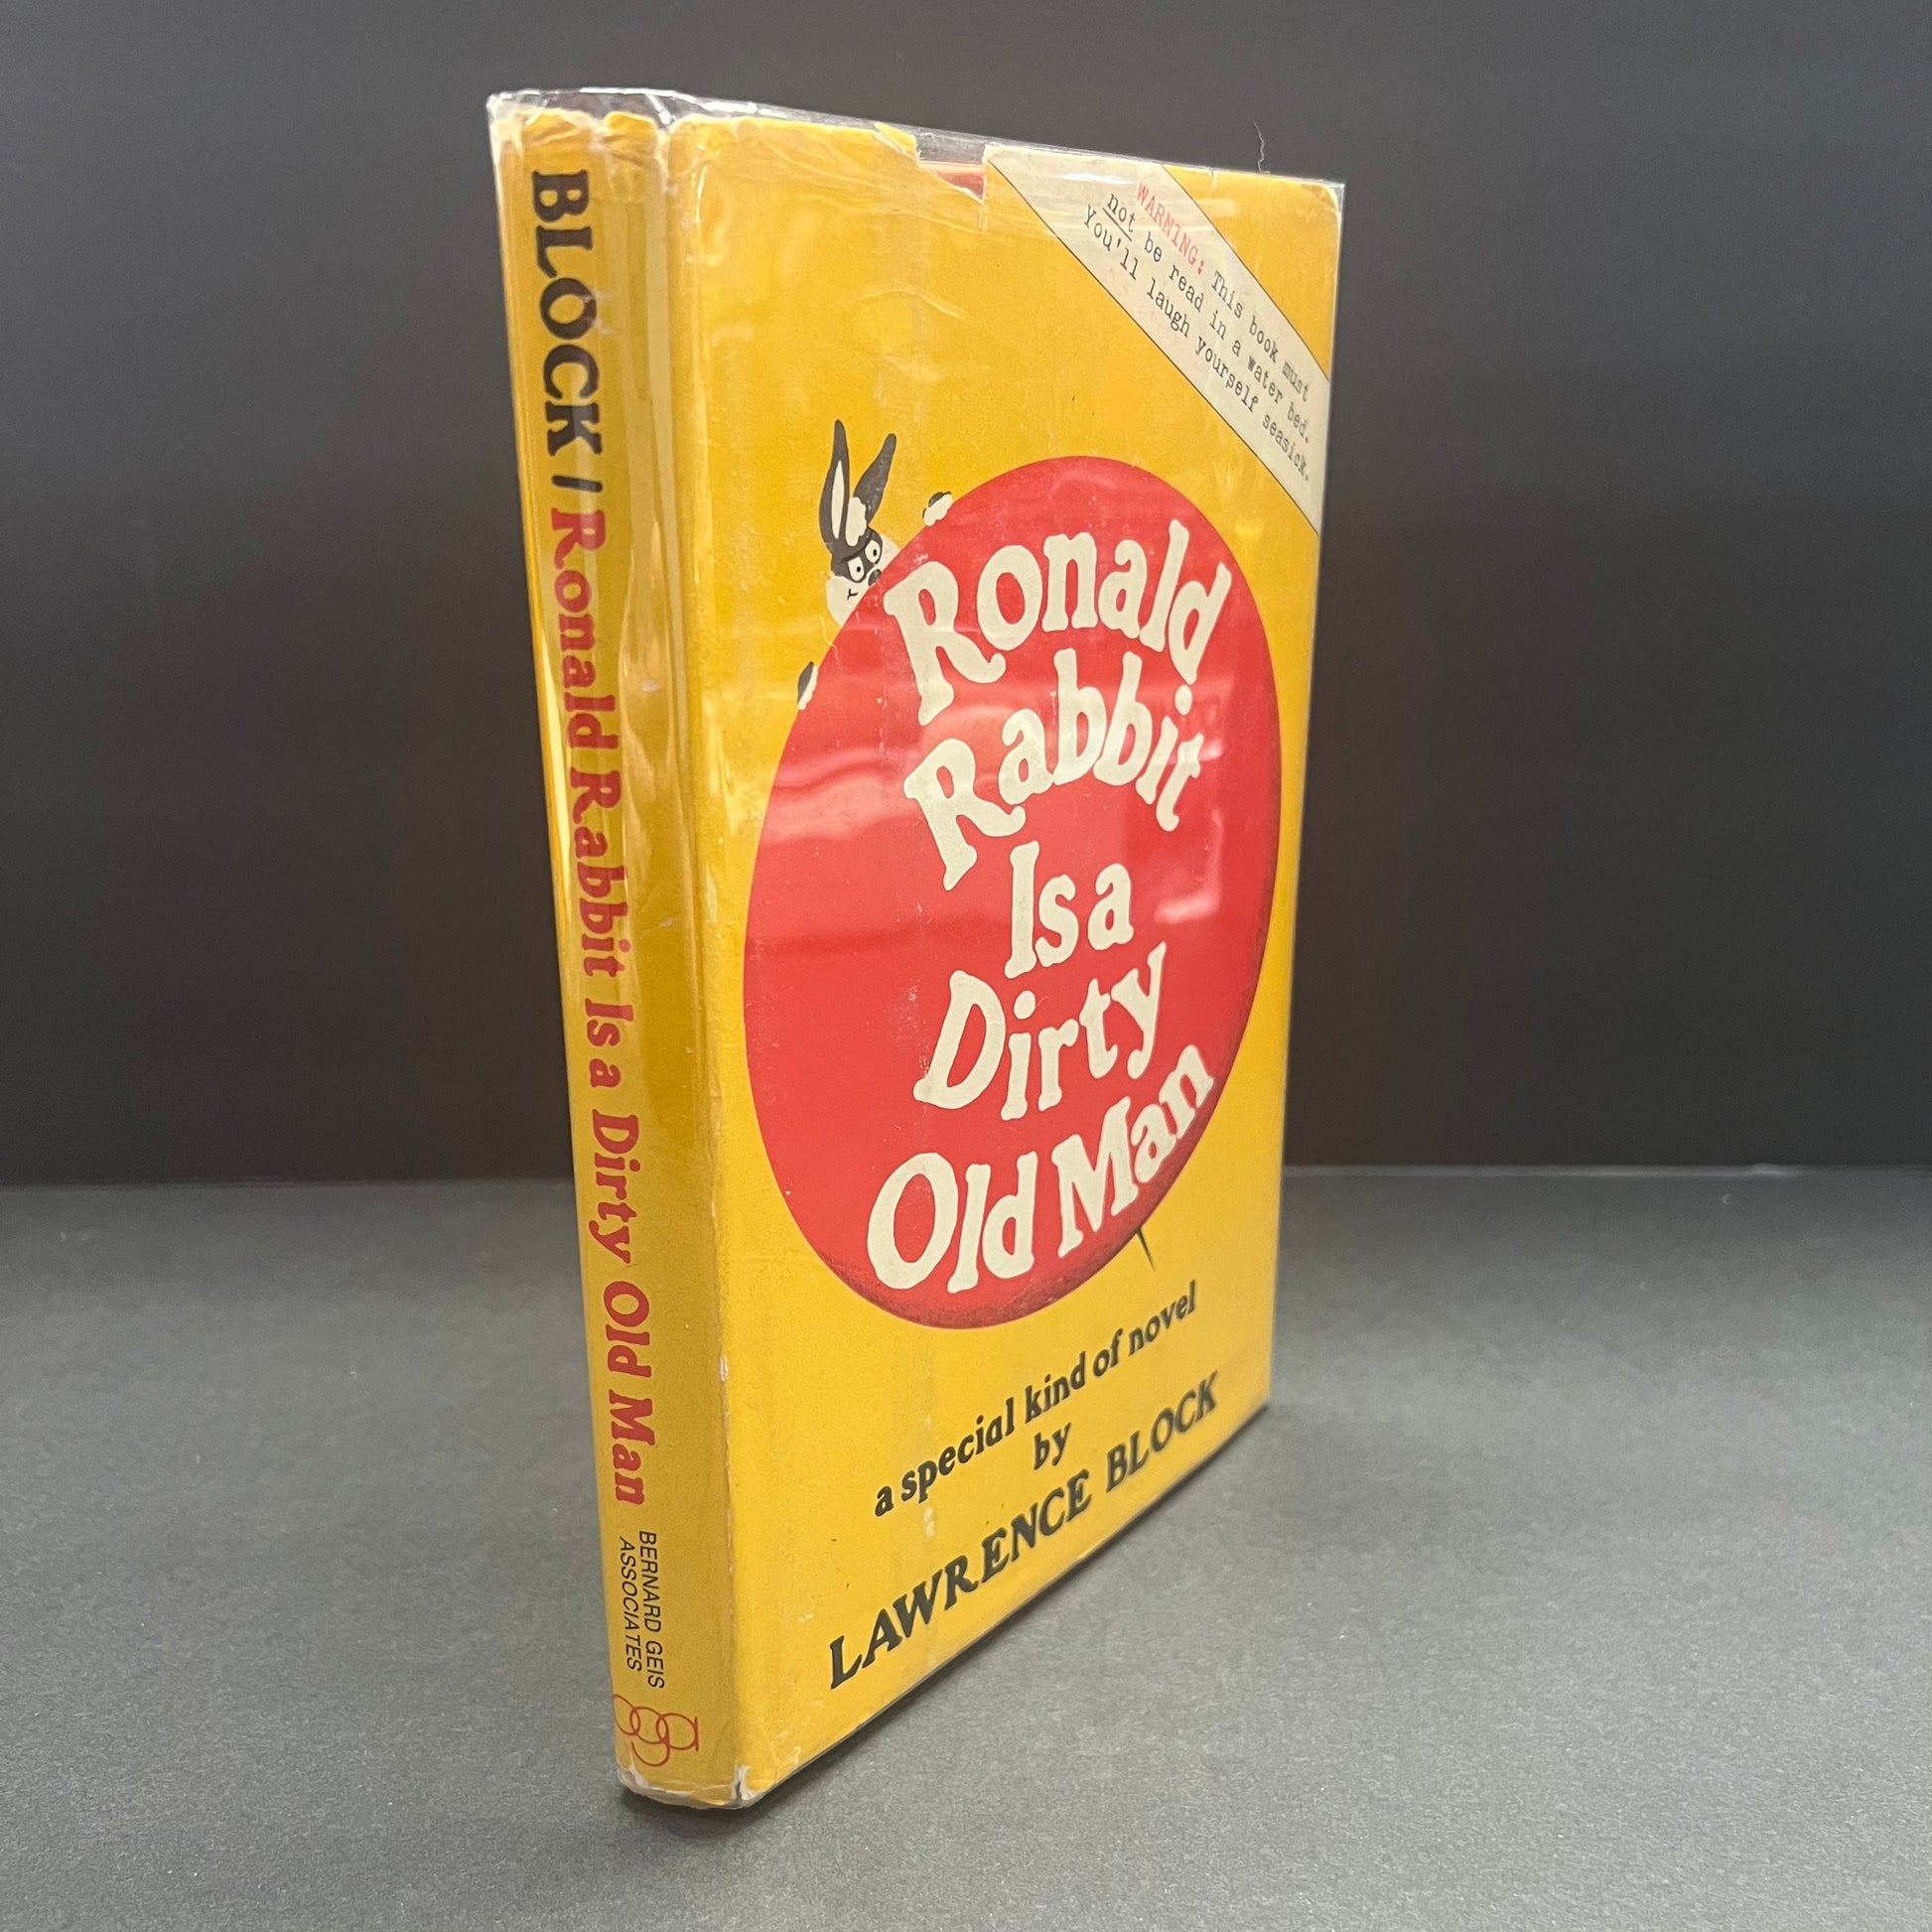 BLOCK / Ronald Rabbit Is a Dirty Old Man
BERNARD GEIS
ASSOCIATES
WARNING: This book must
not be read in a water bed.
You'll laugh yourself seasick.
Ronald
Rabbit
Is a
Dirty
Old Man
a special kind of novel
by
LAWRENCE BLOCK